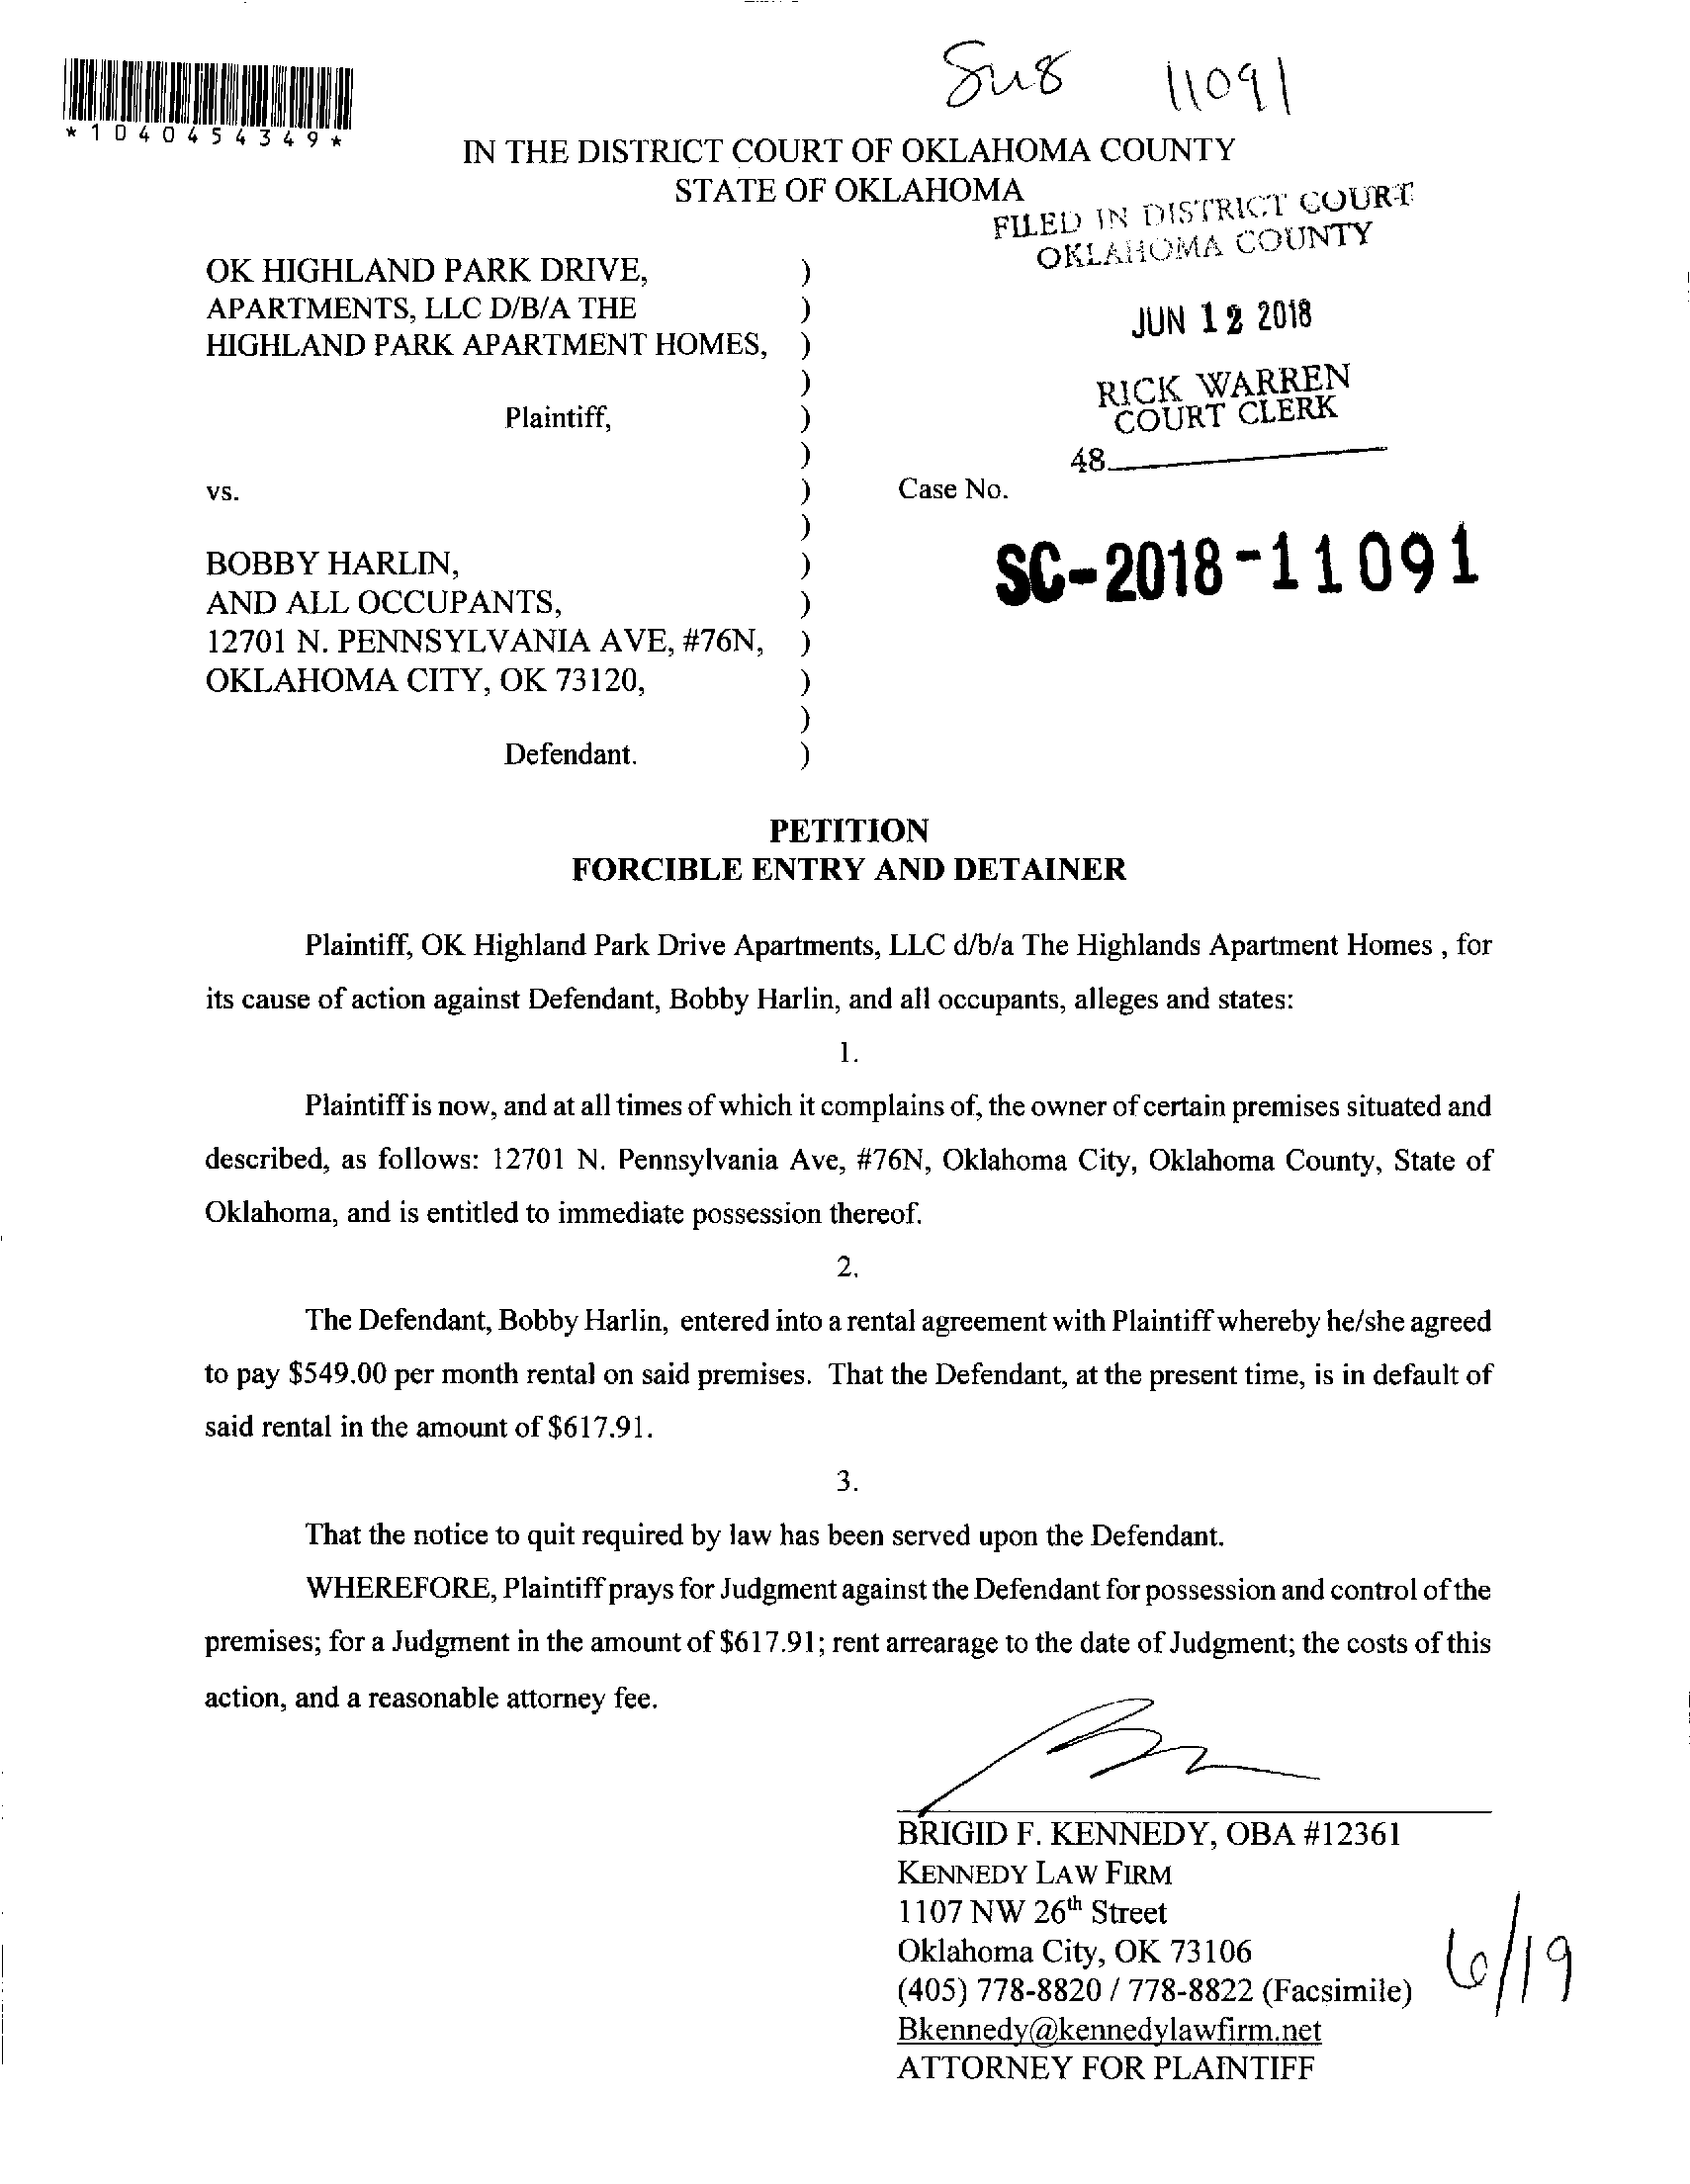 Su8 11091
*1040454349*
IN THE DISTRICT COURT OF OKLAHOMA COUNTY
STATE OF OKLAHOMA
FILED IN DISTRICT COURT
OKLAHOMA COUNTY
JUN 12 2018
RICK WARREN
COURT CLERK
48
OK HIGHLAND PARK DRIVE, )
APARTMENTS, LLC D/B/A THE )
HIGHLAND PARK APARTMENT HOMES, )
)
Plaintiff, )
)
vs. ) Case No.
)
SC-2018-11091
BOBBY HARLIN, )
AND ALL OCCUPANTS, )
12701 N. PENNSYLVANIA AVE, #76N, )
OKLAHOMA CITY, OK 73120, )
)
Defendant. )
PETITION
FORCIBLE ENTRY AND DETAINER
Plaintiff, OK Highland Park Drive Apartments, LLC d/b/a The Highlands Apartment Homes , for
its cause of action against Defendant, Bobby Harlin, and all occupants, alleges and states:
1.
Plaintiff is now, and at all times of which it complains of, the owner of certain premises situated and
described, as follows: 12701 N. Pennsylvania Ave, #76N, Oklahoma City, Oklahoma County, State of
Oklahoma, and is entitled to immediate possession thereof.
2.
The Defendant, Bobby Harlin, entered into a rental agreement with Plaintiff whereby he/she agreed
to pay $549.00 per month rental on said premises. That the Defendant, at the present time, is in default of
said rental in the amount of $617.91.
3.
That the notice to quit required by law has been served upon the Defendant.
WHEREFORE, Plaintiff prays for Judgment against the Defendant for possession and control of the
premises; for a Judgment in the amount of $617.91; rent arrearage to the date of Judgment; the costs of this
action, and a reasonable attorney fee.
BRIGID F. KENNEDY, OBA #12361
KENNEDY LAW FIRM
1107 NW 26th Street
Oklahoma City, OK 73106
(405) 778-8820 / 778-8822 (Facsimile)
Bkennedy@kennedylawfirm.net
ATTORNEY FOR PLAINTIFF
6/19